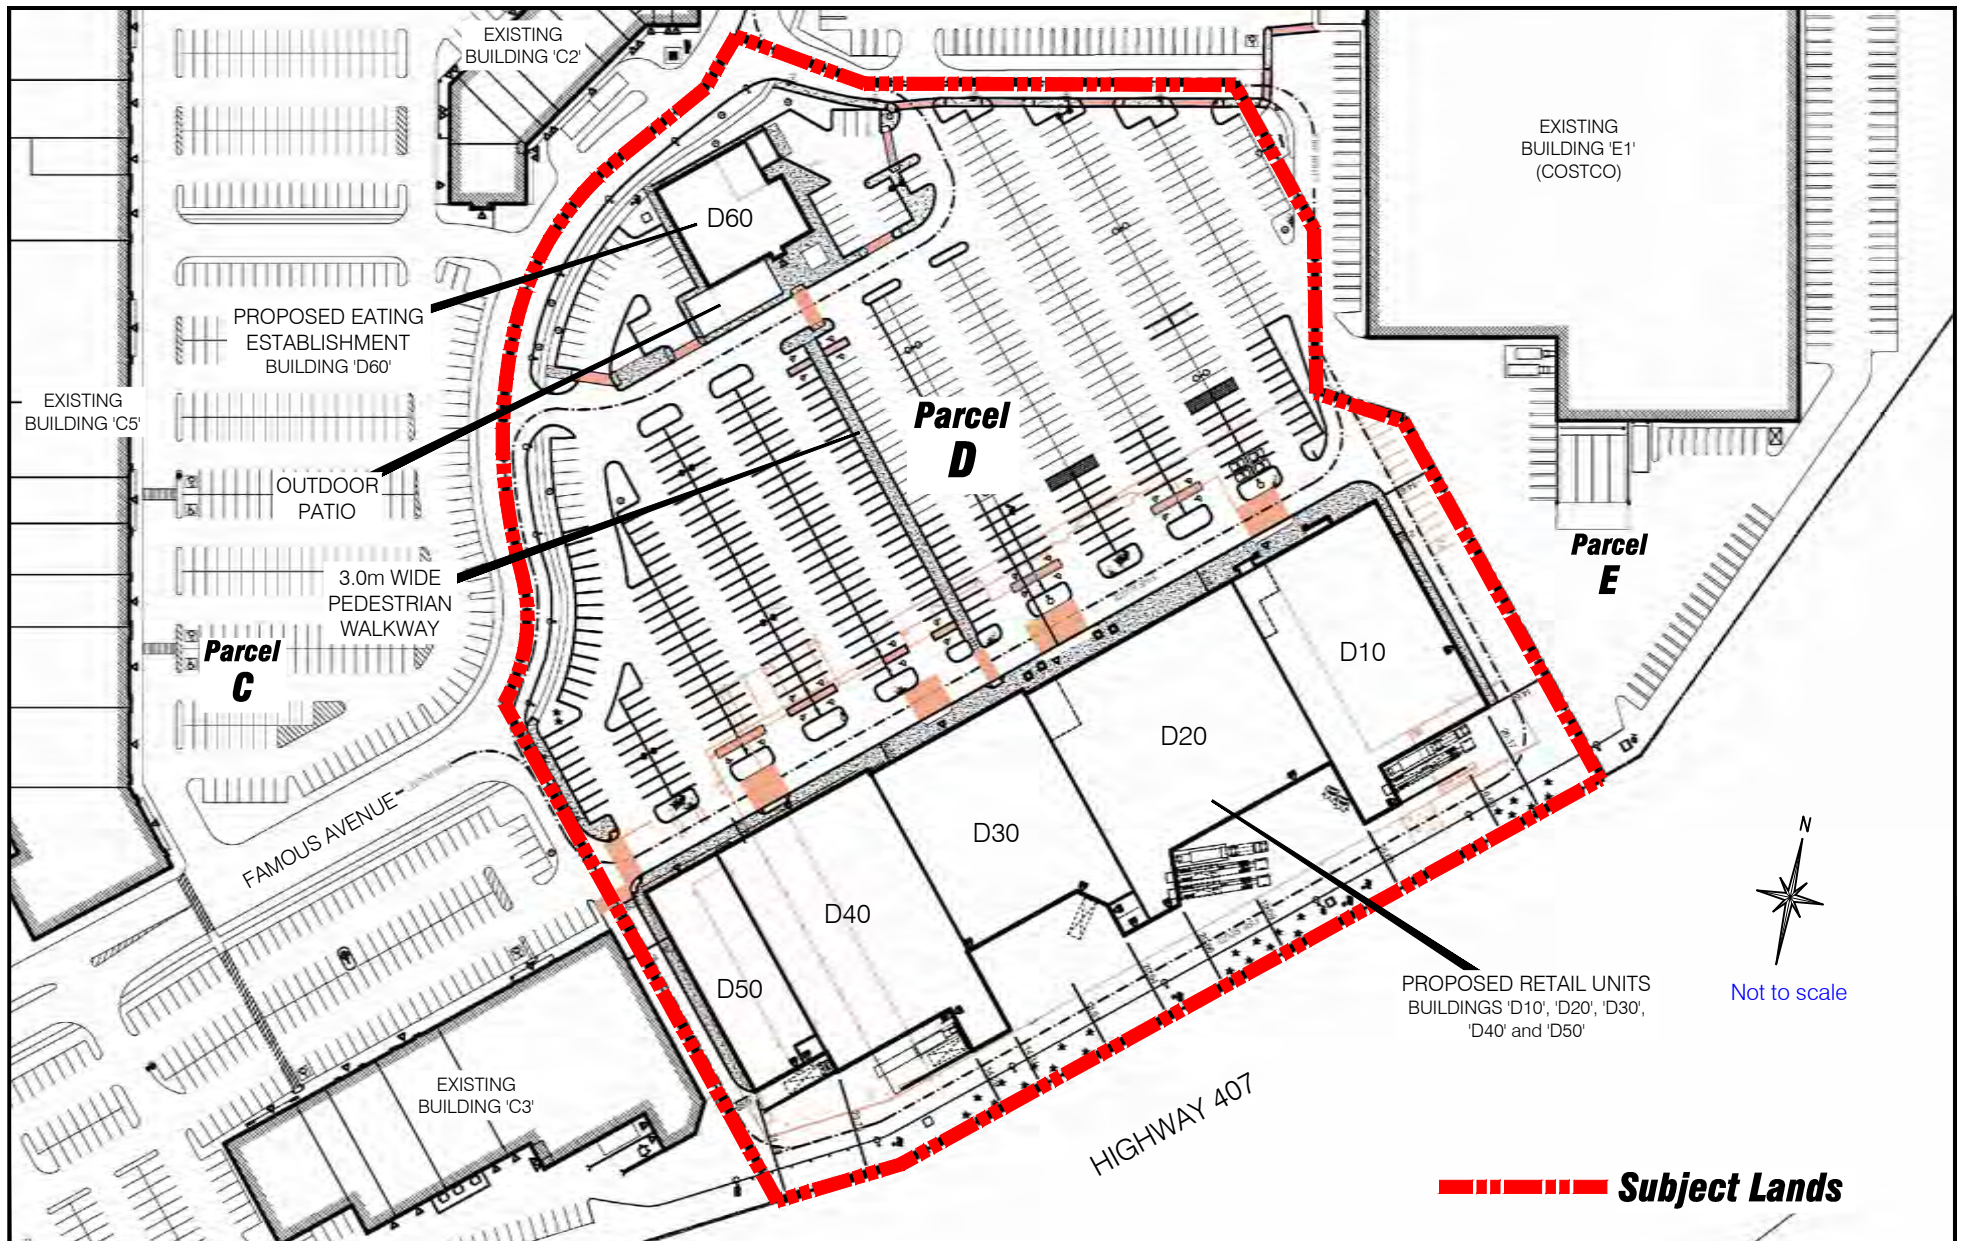 EXISTING
BUILDING 'C2'
EXISTING
BUILDING 'E1'
(COSTCO)
D60
PROPOSED EATING
ESTABLISHMENT
BUILDING 'D60'
EXISTING
BUILDING 'C5'
Parcel
D
OUTDOOR
PATIO
3.0m WIDE
PEDESTRIAN
WALKWAY
Parcel
E
Parcel
C
D10
D20
D30
D40
D50
FAMOUS AVENUE
N
Not to scale
PROPOSED RETAIL UNITS
BUILDINGS 'D10', 'D20', 'D30',
'D40' and 'D50'
EXISTING
BUILDING 'C3'
HIGHWAY 407
Subject Lands